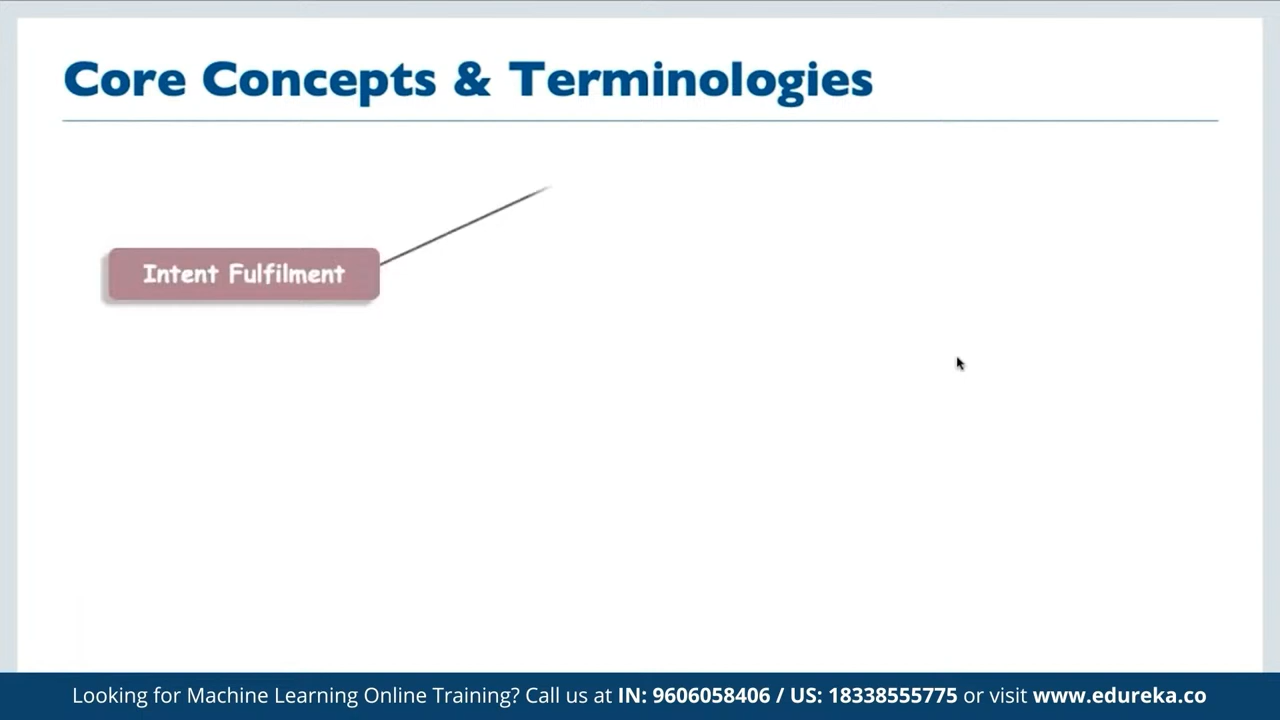 Core Concepts & Terminologies
Intent Fulfilment
Looking for Machine Learning Online Training? Call us at IN: 9606058406 / US: 18338555775 or visit www.edureka.co